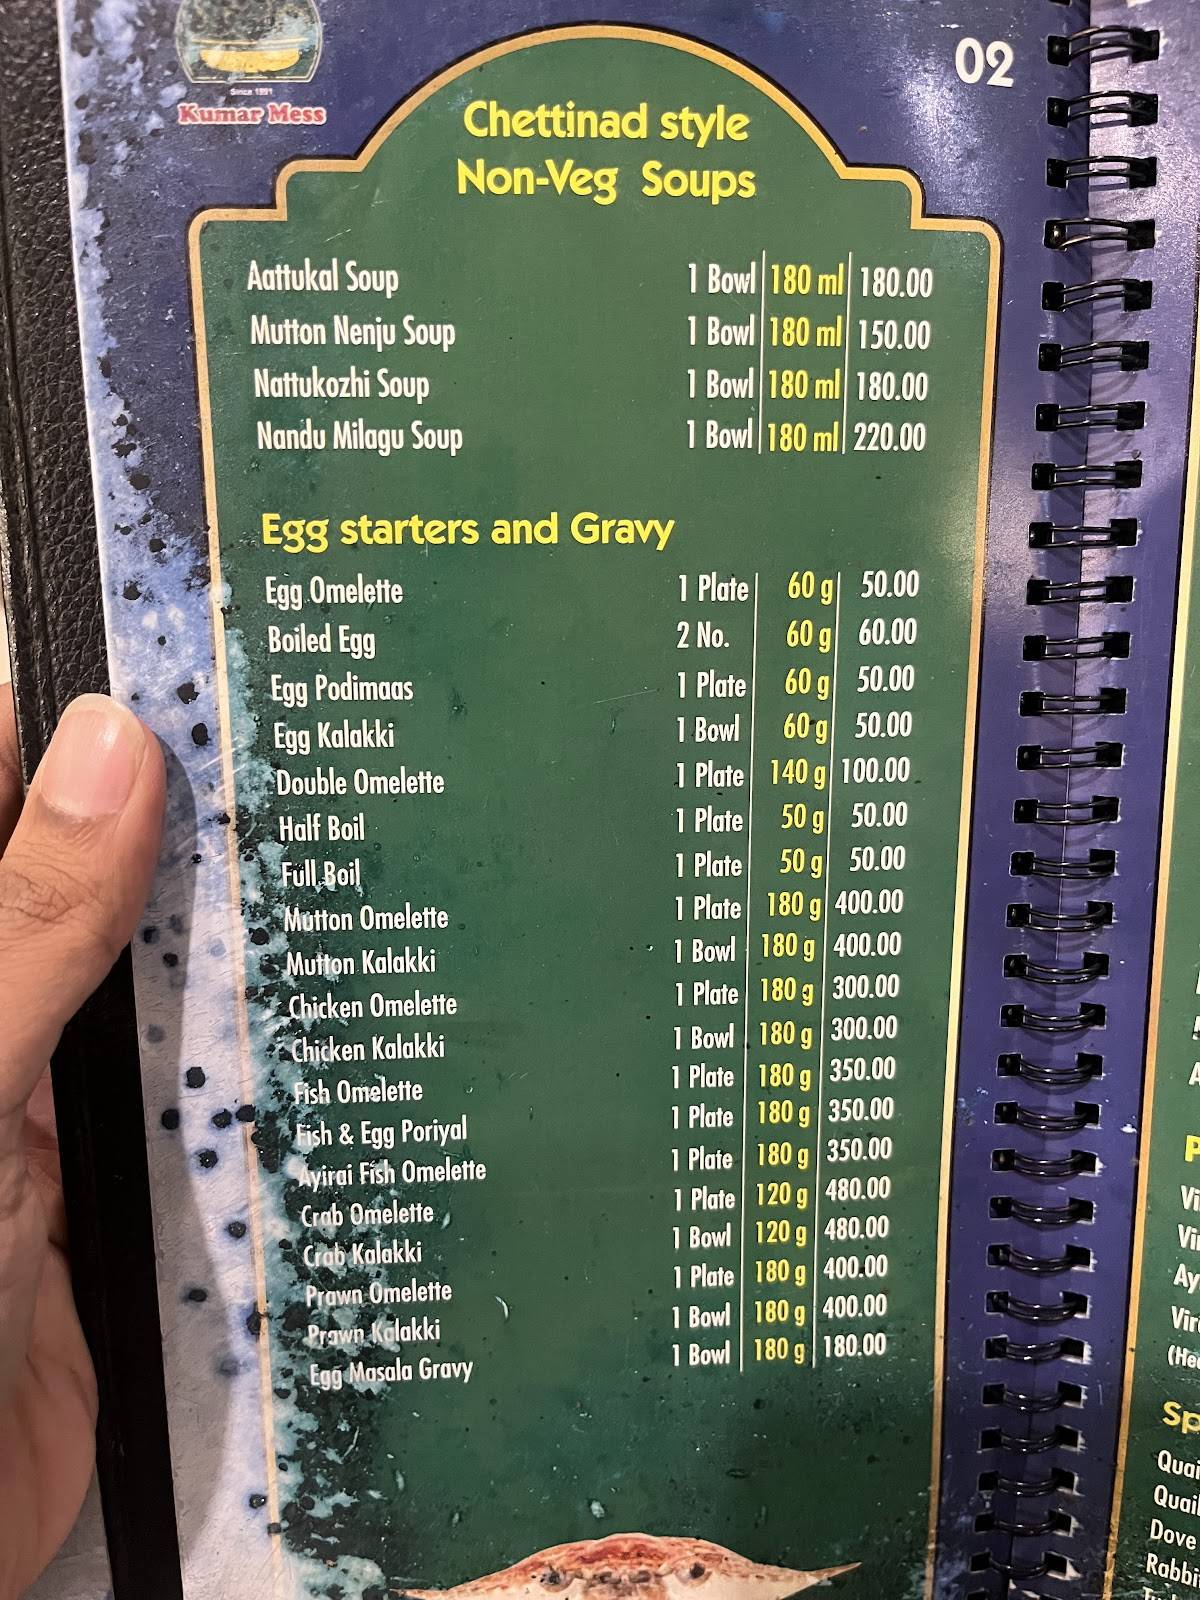 Since 1991
Kumar Mess
02
Chettinad style
Non-Veg Soups
Aattukal Soup 1 Bowl 180 ml 180.00
Mutton Nenju Soup 1 Bowl 180 ml 150.00
Nattukozhi Soup 1 Bowl 180 ml 180.00
Nandu Milagu Soup 1 Bowl 180 ml 220.00
Egg starters and Gravy
Egg Omelette 1 Plate 60 g 50.00
Boiled Egg 2 No. 60 g 60.00
Egg Podimaas 1 Plate 60 g 50.00
Egg Kalakki 1 Bowl 60 g 50.00
Double Omelette 1 Plate 140 g 100.00
Half Boil 1 Plate 50 g 50.00
Full Boil 1 Plate 50 g 50.00
Mutton Omelette 1 Plate 180 g 400.00
Mutton Kalakki 1 Bowl 180 g 400.00
Chicken Omelette 1 Plate 180 g 300.00
Chicken Kalakki 1 Bowl 180 g 300.00
Fish Omelette 1 Plate 180 g 350.00
Fish & Egg Poriyal 1 Plate 180 g 350.00
Ayirai Fish Omelette 1 Plate 180 g 350.00
Crab Omelette 1 Plate 120 g 480.00
Crab Kalakki 1 Bowl 120 g 480.00
Prawn Omelette 1 Plate 180 g 400.00
Prawn Kalakki 1 Bowl 180 g 400.00
Egg Masala Gravy 1 Bowl 180 g 180.00
Dove